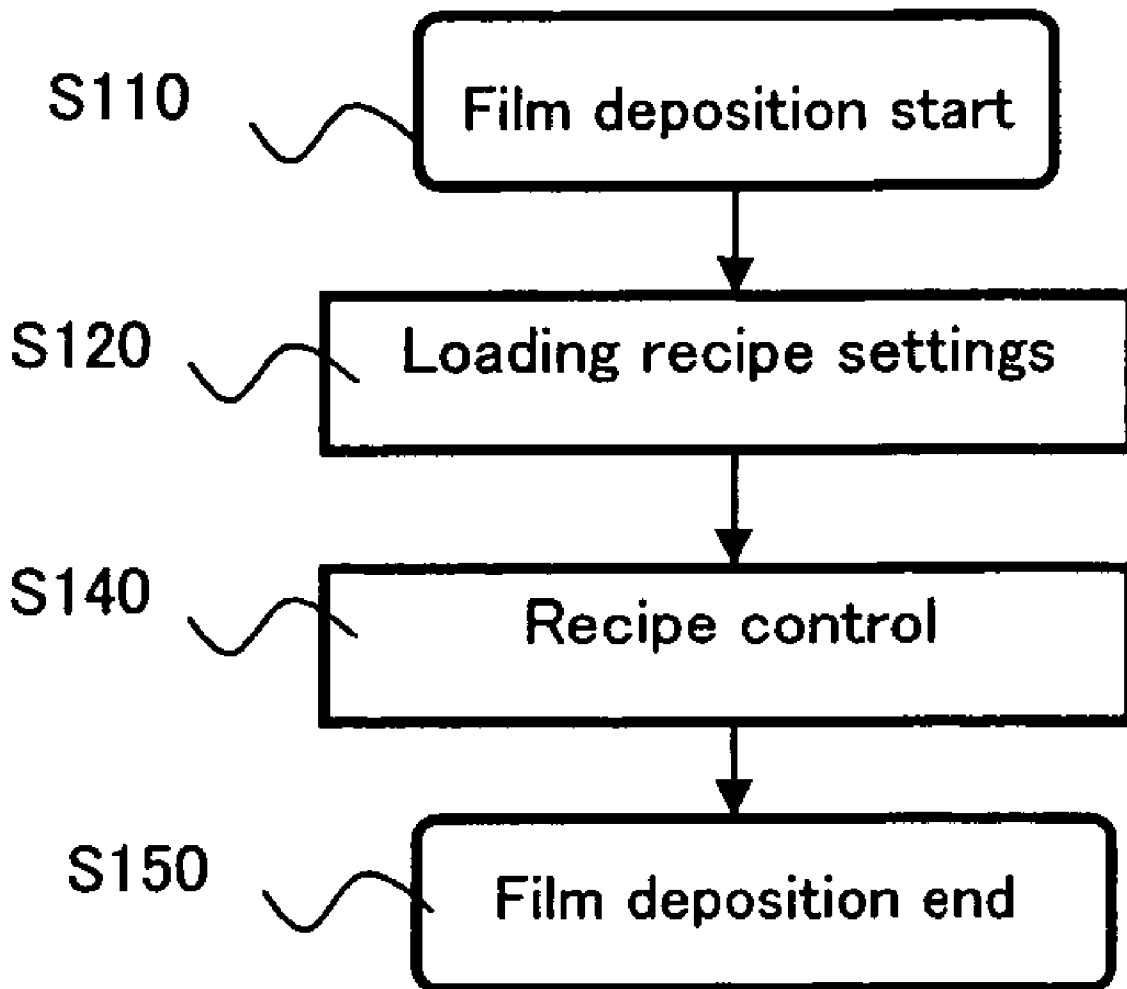 S110
Film deposition start
S120
Loading recipe settings
S140
Recipe control
S150
Film deposition end